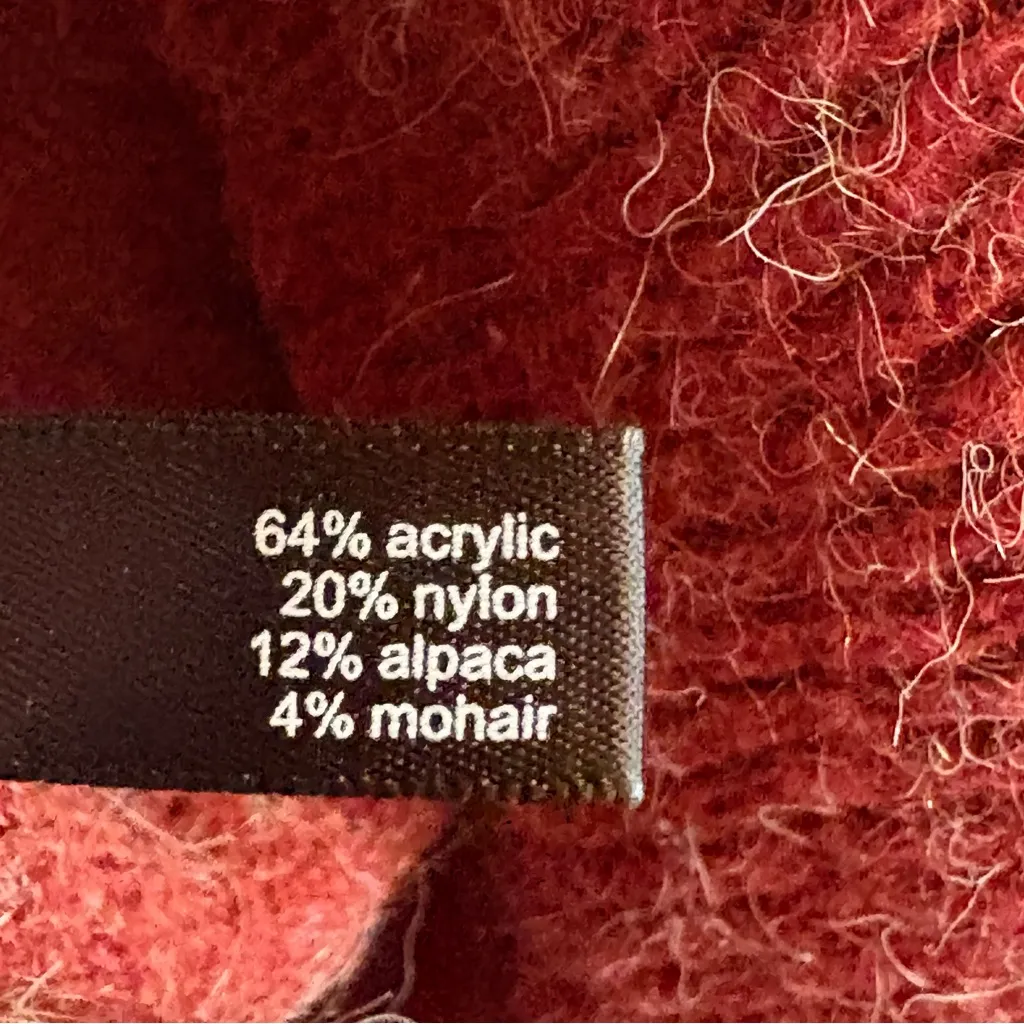 64% acrylic
20% nylon
12% alpaca
4% mohair